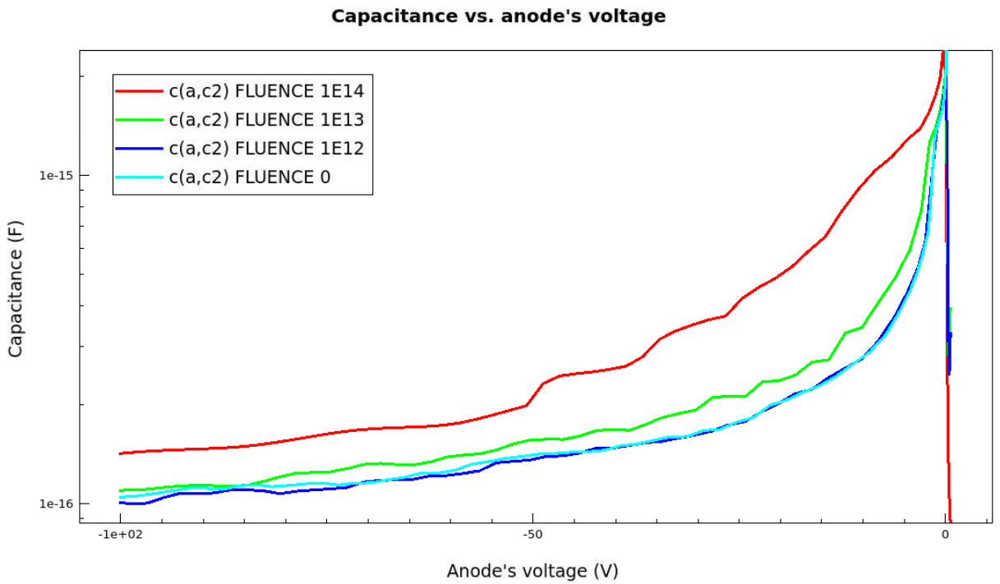 Capacitance vs. anode's voltage
c(a,c2) FLUENCE 1E14
c(a,c2) FLUENCE 1E13
c(a,c2) FLUENCE 1E12
c(a,c2) FLUENCE 0
1e-15
1e-16
Capacitance (F)
-1e+02
-50
0
Anode's voltage (V)